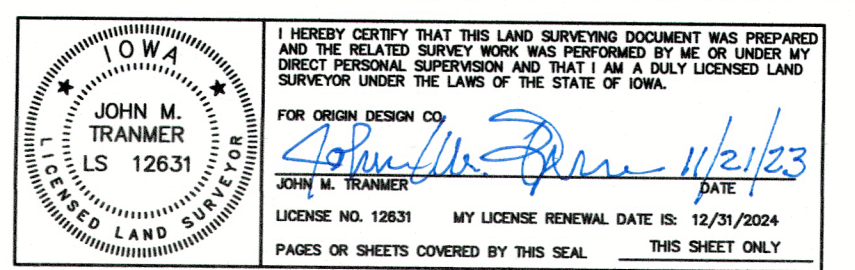 IOWA
JOHN M.
TRANMER
LS 12631
LICENSED LAND SURVEYOR
I HEREBY CERTIFY THAT THIS LAND SURVEYING DOCUMENT WAS PREPARED
AND THE RELATED SURVEY WORK WAS PERFORMED BY ME OR UNDER MY
DIRECT PERSONAL SUPERVISION AND THAT I AM A DULY LICENSED LAND
SURVEYOR UNDER THE LAWS OF THE STATE OF IOWA.
FOR ORIGIN DESIGN CO.
John M. Tranmer 11/21/23
JOHN M. TRANMER DATE
LICENSE NO. 12631 MY LICENSE RENEWAL DATE IS: 12/31/2024
PAGES OR SHEETS COVERED BY THIS SEAL THIS SHEET ONLY